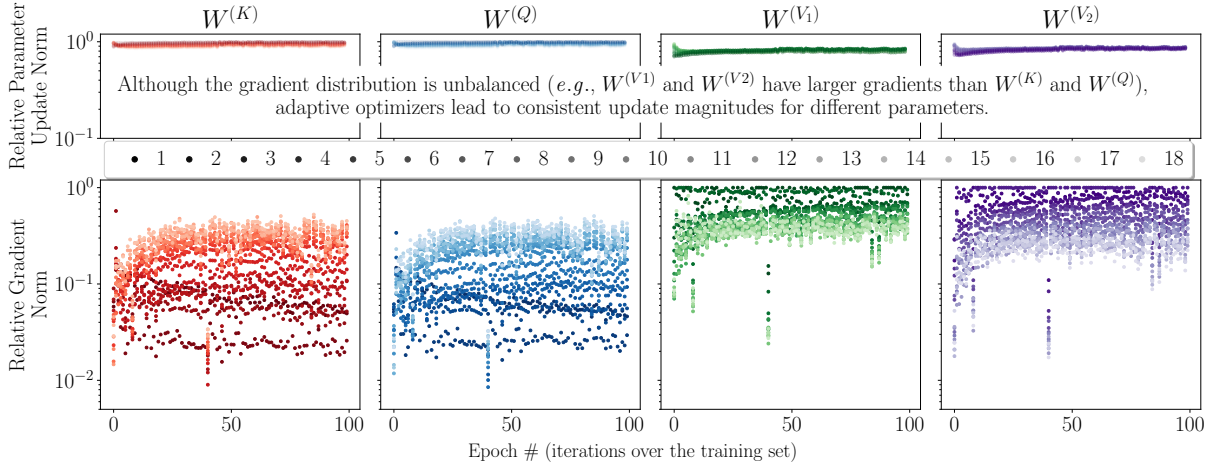 W^(K) W^(Q) W^(V_1) W^(V_2)
Relative Parameter
Update Norm
10^0
10^−1
Although the gradient distribution is unbalanced (e.g., W^(V1) and W^(V2) have larger gradients than W^(K) and W^(Q)),
adaptive optimizers lead to consistent update magnitudes for different parameters.
1 2 3 4 5 6 7 8 9 10 11 12 13 14 15 16 17 18
Relative Gradient
Norm
10^0
10^−1
10^−2
0 50 100 0 50 100 0 50 100 0 50 100
Epoch # (iterations over the training set)